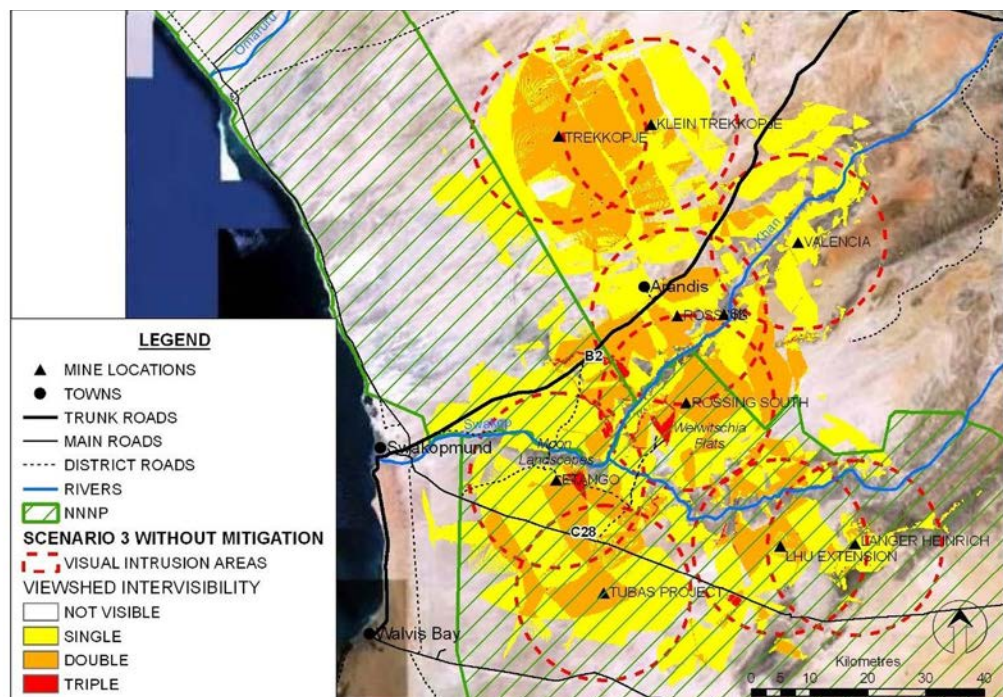 Omaruru
KLEIN TREKKOPJE
TREKKOPJE
Khan
VALENCIA
Arandis
B2
ROSSING SOUTH
Welwitschia
Flats
Swakop
Swakopmund
Moon
Landscapes
ETANGO
C28
LANGER HEINRICH
LHU EXTENSION
TUBAS PROJECT
Walvis Bay
LEGEND
MINE LOCATIONS
TOWNS
TRUNK ROADS
MAIN ROADS
DISTRICT ROADS
RIVERS
NNNP
SCENARIO 3 WITHOUT MITIGATION
VISUAL INTRUSION AREAS
VIEWSHED INTERVISIBILITY
NOT VISIBLE
SINGLE
DOUBLE
TRIPLE
Kilometres
0 5 10 20 30 40